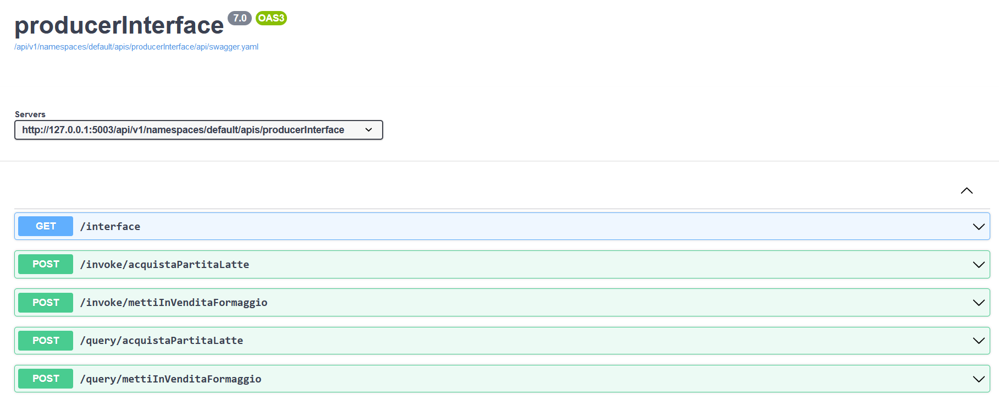 producerInterface 7.0 OAS3
/api/v1/namespaces/default/apis/producerInterface/api/swagger.yaml
Servers
http://127.0.0.1:5003/api/v1/namespaces/default/apis/producerInterface
GET /interface
POST /invoke/acquistaPartitaLatte
POST /invoke/mettiInVenditaFormaggio
POST /query/acquistaPartitaLatte
POST /query/mettiInVenditaFormaggio